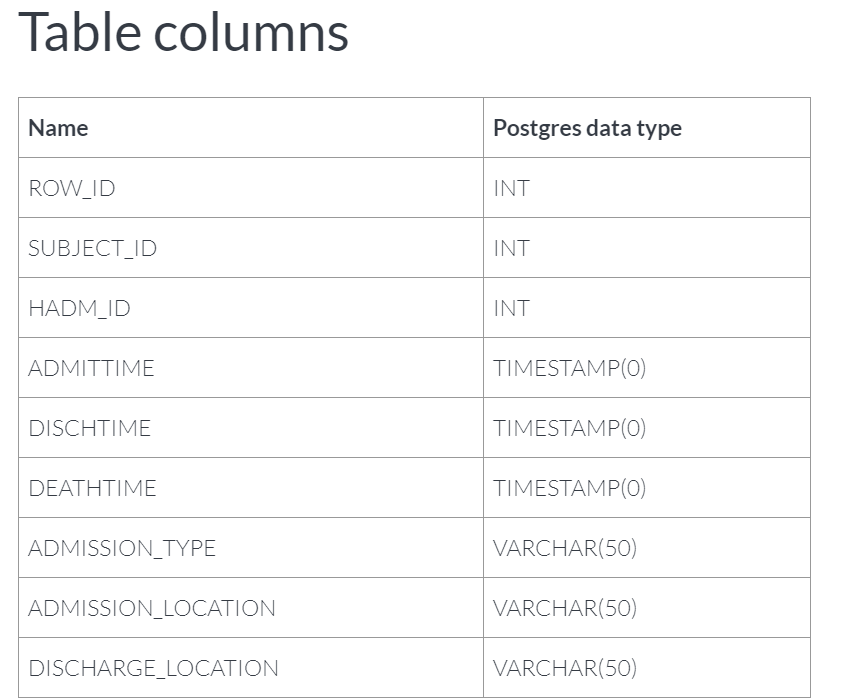 Table columns
Name Postgres data type
ROW_ID INT
SUBJECT_ID INT
HADM_ID INT
ADMITTIME TIMESTAMP(0)
DISCHTIME TIMESTAMP(0)
DEATHTIME TIMESTAMP(0)
ADMISSION_TYPE VARCHAR(50)
ADMISSION_LOCATION VARCHAR(50)
DISCHARGE_LOCATION VARCHAR(50)